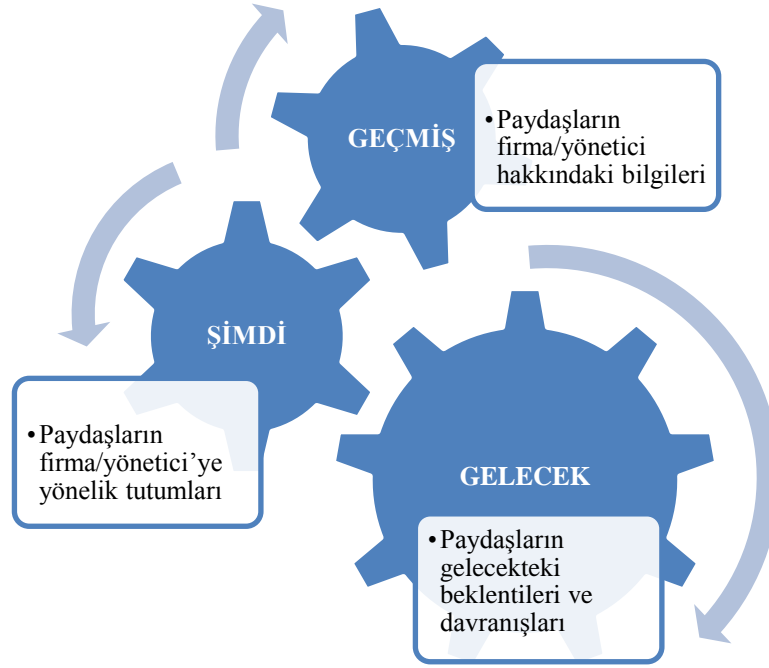 GEÇMİŞ
•Paydaşların
firma/yönetici
hakkındaki bilgileri
ŞİMDİ
•Paydaşların
firma/yönetici’ye
yönelik tutumları
GELECEK
•Paydaşların
gelecekteki
beklentileri ve
davranışları